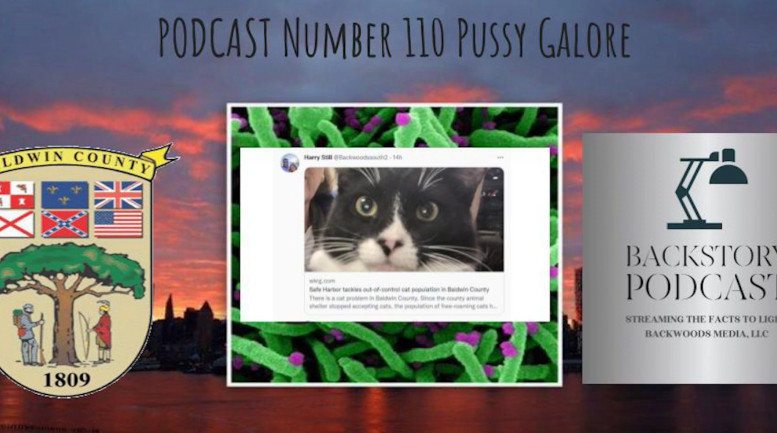 PODCAST NUMBER 110 PUSSY GALORE
LDWIN COUNTY
1809
Harry Still @Backwoodssouth2 · 14h
wkrg.com
Safe Harbor tackles out-of-control cat population in Baldwin County
There is a cat problem in Baldwin County. Since the county animal
shelter stopped accepting cats, the population of free-roaming cats h...
BACKSTORY
PODCAST
STREAMING THE FACTS TO LIGH
BACKWOODS MEDIA, LLC